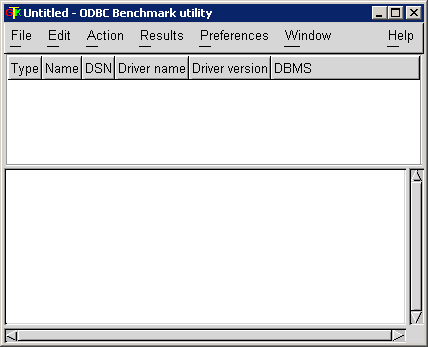 Untitled - ODBC Benchmark utility
File Edit Action Results Preferences Window Help
Type Name DSN Driver name Driver version DBMS